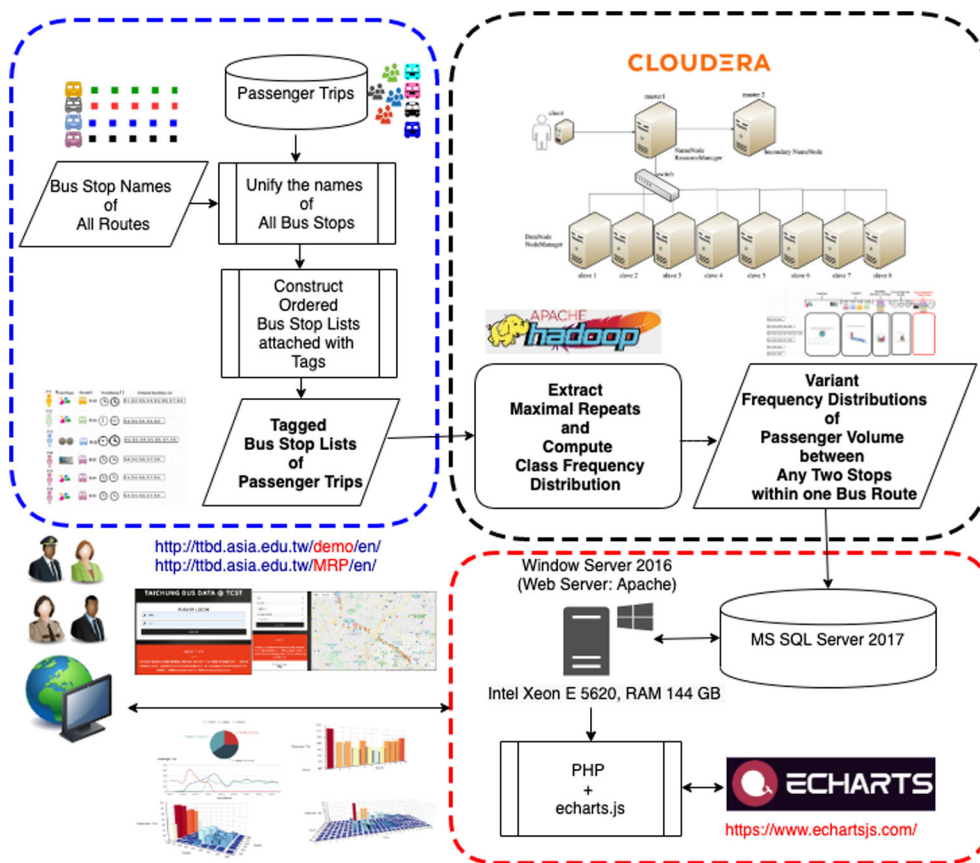 Passenger Trips
Bus Stop Names
of
All Routes
Unify the names
of
All Bus Stops
Construct
Ordered
Bus Stop Lists
attached with
Tags
Tagged
Bus Stop Lists
of
Passenger Trips
CLOUDERA
client
master1
master 2
NameNode
ResourceManager
Secondary NameNode
switch
DataNode
NodeManager
slave 1
slave 2
slave 3
slave 4
slave 5
slave 6
slave 7
slave 8
APACHE
hadoop
Extract
Maximal Repeats
and
Compute
Class Frequency
Distribution
Variant
Frequency Distributions
of
Passenger Volume
between
Any Two Stops
within one Bus Route
http://ttbd.asia.edu.tw/demo/en/
http://ttbd.asia.edu.tw/MRP/en/
TAICHUNG BUS DATA @ TCST
Window Server 2016
(Web Server: Apache)
MS SQL Server 2017
Intel Xeon E 5620, RAM 144 GB
PHP
+
echarts.js
ECHARTS
https://www.echartsjs.com/